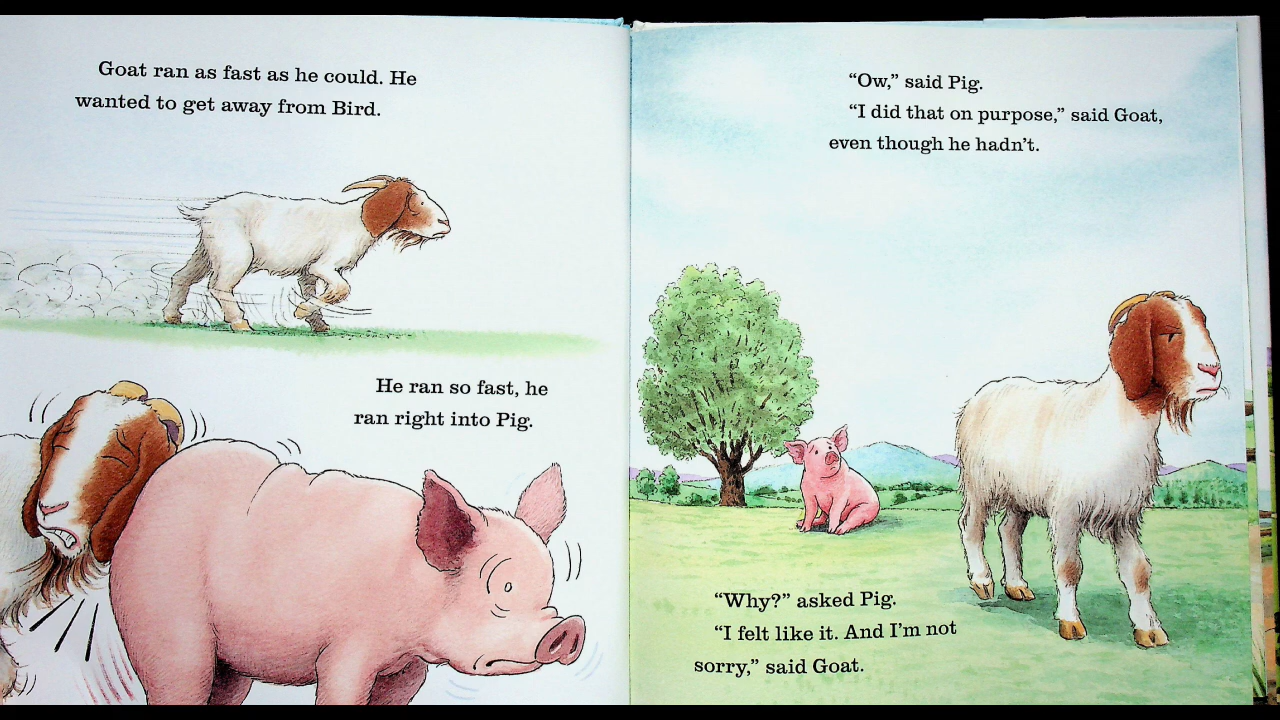 Goat ran as fast as he could. He
wanted to get away from Bird.
He ran so fast, he
ran right into Pig.
“Ow,” said Pig.
“I did that on purpose,” said Goat,
even though he hadn’t.
“Why?” asked Pig.
“I felt like it. And I’m not
sorry,” said Goat.